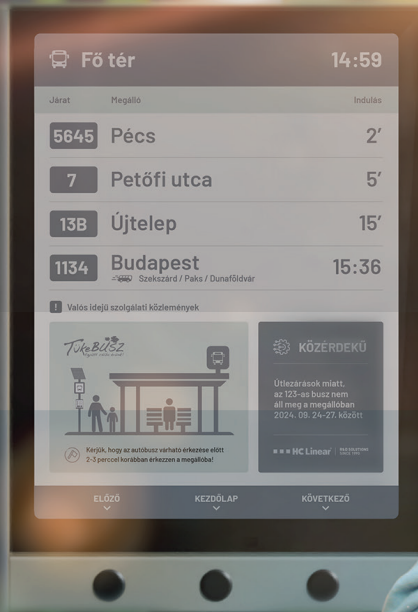 Fő tér 14:59
Járat Megálló Indulás
5645 Pécs 2’
7 Petőfi utca 5’
13B Újtelep 15’
1134 Budapest 15:36
Szekszárd / Paks / Dunaföldvár
! Valós idejű szolgálati közlemények
TükeBUSZ
Kérjük, hogy az autóbusz várható érkezése előtt
2-3 perccel korábban érkezzen a megállóba!
KÖZÉRDEKŰ
Útlezárások miatt,
az 123-as busz nem
áll meg a megállóban
2024. 09. 24-27. között
HC Linear
ELŐZŐ KEZDŐLAP KÖVETKEZŐ